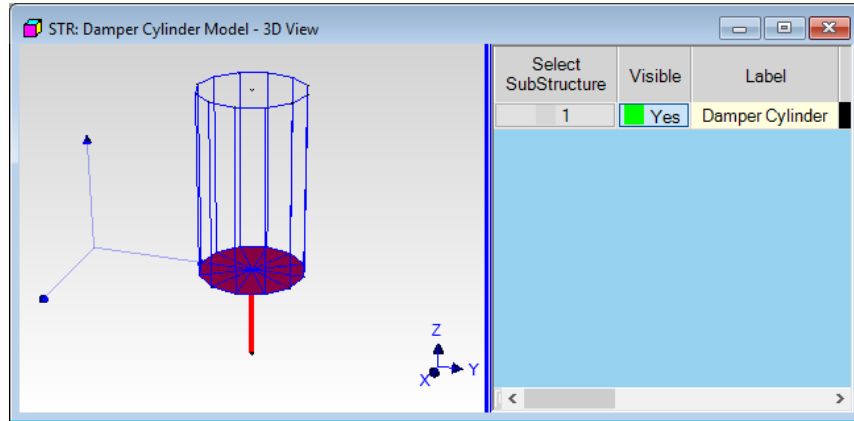 STR: Damper Cylinder Model - 3D View
Select
SubStructure
Visible
Label
1
Yes
Damper Cylinder
Z
Y
X